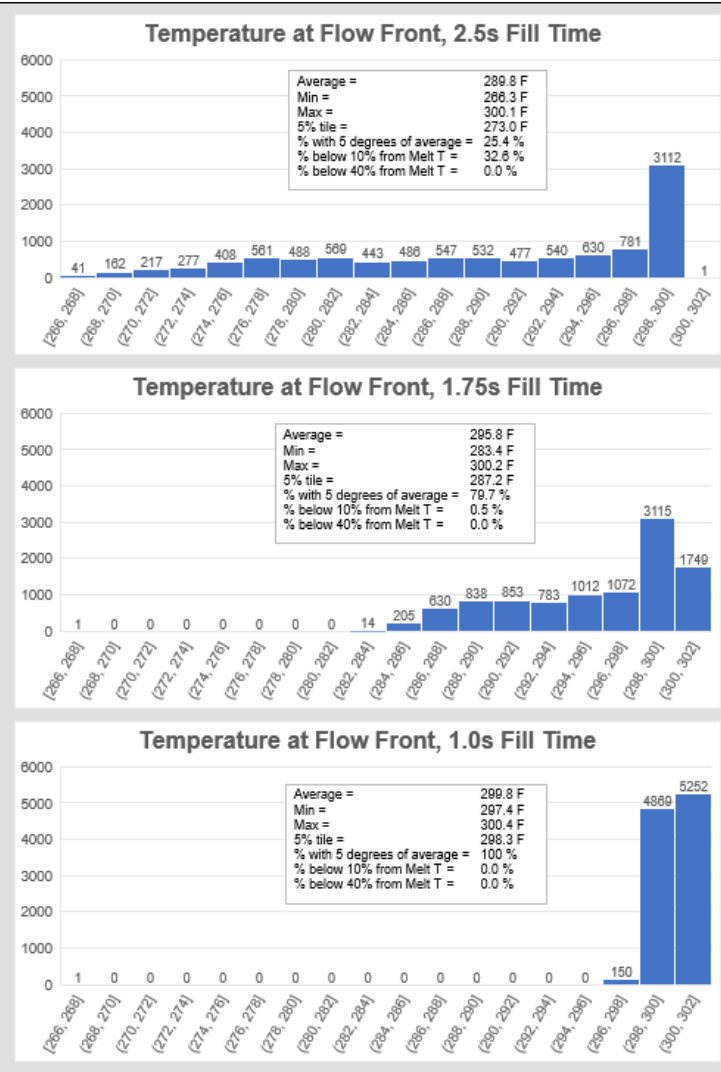 Temperature at Flow Front, 2.5s Fill Time
6000
5000
4000
3000
2000
1000
0
Average = 289.8 F
Min = 266.3 F
Max = 300.1 F
5% tile = 273.0 F
% with 5 degrees of average = 25.4 %
% below 10% from Melt T = 32.6 %
% below 40% from Melt T = 0.0 %
41 162 217 277 408 561 488 569 443 486 547 532 477 540 630 781 3112 1
[266, 268] (268, 270] (270, 272] (272, 274] (274, 276] (276, 278] (278, 280] (280, 282] (282, 284] (284, 286] (286, 288] (288, 290] (290, 292] (292, 294] (294, 296] (296, 298] (298, 300] (300, 302]
Temperature at Flow Front, 1.75s Fill Time
6000
5000
4000
3000
2000
1000
0
Average = 295.8 F
Min = 283.4 F
Max = 300.2 F
5% tile = 287.2 F
% with 5 degrees of average = 79.7 %
% below 10% from Melt T = 0.5 %
% below 40% from Melt T = 0.0 %
1 0 0 0 0 0 0 0 14 205 630 838 853 783 1012 1072 3115 1749
[266, 268] (268, 270] (270, 272] (272, 274] (274, 276] (276, 278] (278, 280] (280, 282] (282, 284] (284, 286] (286, 288] (288, 290] (290, 292] (292, 294] (294, 296] (296, 298] (298, 300] (300, 302]
Temperature at Flow Front, 1.0s Fill Time
6000
5000
4000
3000
2000
1000
0
Average = 299.8 F
Min = 297.4 F
Max = 300.4 F
5% tile = 298.3 F
% with 5 degrees of average = 100 %
% below 10% from Melt T = 0.0 %
% below 40% from Melt T = 0.0 %
1 0 0 0 0 0 0 0 0 0 0 0 0 0 0 150 4869 5252
[266, 268] (268, 270] (270, 272] (272, 274] (274, 276] (276, 278] (278, 280] (280, 282] (282, 284] (284, 286] (286, 288] (288, 290] (290, 292] (292, 294] (294, 296] (296, 298] (298, 300] (300, 302]